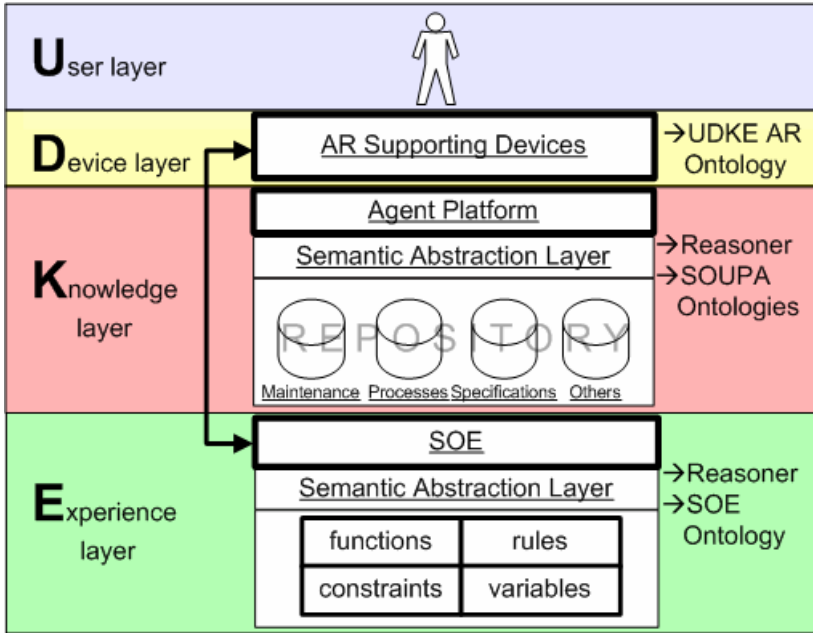 User layer
Device layer
AR Supporting Devices
→UDKE AR
Ontology
Knowledge
layer
Agent Platform
Semantic Abstraction Layer
→Reasoner
→SOUPA
Ontologies
REPOSITORY
Maintenance Processes Specifications Others
Experience
layer
SOE
Semantic Abstraction Layer
→Reasoner
→SOE
Ontology
functions rules
constraints variables